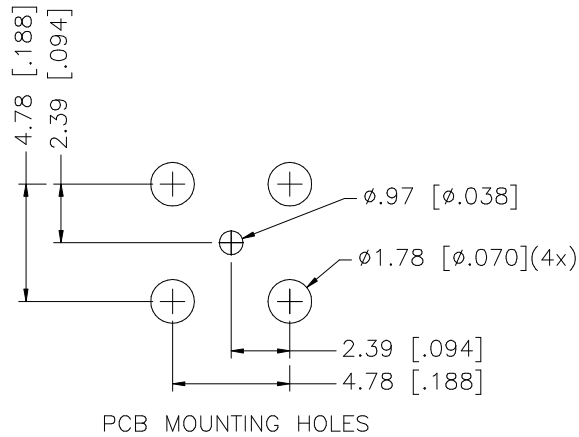 4.78 [.188]
2.39 [.094]
⌀.97 [⌀.038]
⌀1.78 [⌀.070](4x)
2.39 [.094]
4.78 [.188]
PCB MOUNTING HOLES